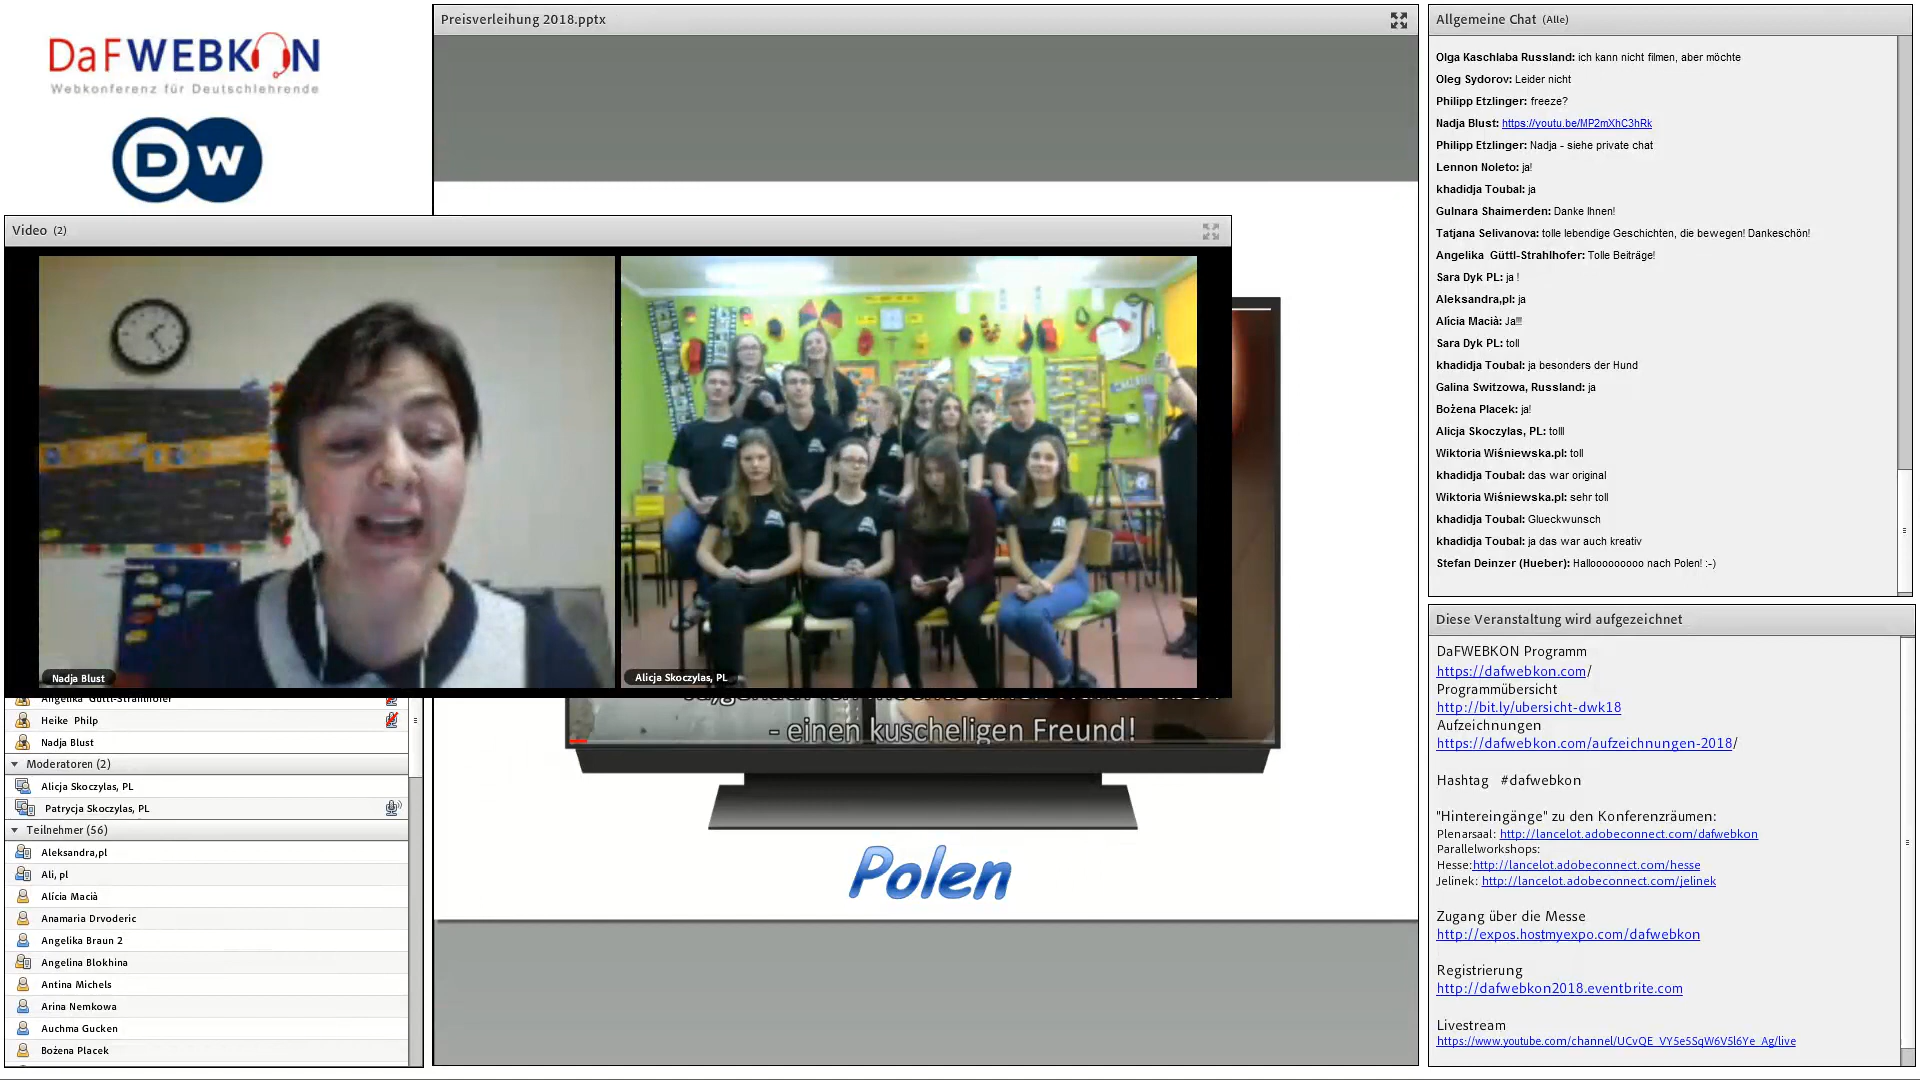 DaFWEBKON
Webkonferenz für Deutschlehrende
DW
Preisverleihung 2018.pptx
Video (2)
Nadja Blust
Alicja Skoczylas, PL
- einen kuscheligen Freund!
Polen
Angelika Güttl-Strahlhofer
Heike Philp
Nadja Blust
Moderatoren (2)
Alicja Skoczylas, PL
Patrycja Skoczylas, PL
Teilnehmer (56)
Aleksandra,pl
Ali, pl
Alícia Macià
Anamaria Drvoderic
Angelika Braun 2
Angelina Blokhina
Antina Michels
Arina Nemkowa
Auchma Gucken
Bożena Placek
Allgemeine Chat (Alle)
Olga Kaschlaba Russland: ich kann nicht filmen, aber möchte
Oleg Sydorov: Leider nicht
Philipp Etzlinger: freeze?
Nadja Blust: https://youtu.be/MP2mXhC3hRk
Philipp Etzlinger: Nadja - siehe private chat
Lennon Noleto: ja!
khadidja Toubal: ja
Gulnara Shaimerden: Danke Ihnen!
Tatjana Selivanova: tolle lebendige Geschichten, die bewegen! Dankeschön!
Angelika Güttl-Strahlhofer: Tolle Beiträge!
Sara Dyk PL: ja !
Aleksandra,pl: ja
Alícia Macià: Ja!!!
Sara Dyk PL: toll
khadidja Toubal: ja besonders der Hund
Galina Switzowa, Russland: ja
Bożena Placek: ja!
Alicja Skoczylas, PL: tolll
Wiktoria Wiśniewska.pl: toll
khadidja Toubal: das war original
Wiktoria Wiśniewska.pl: sehr toll
khadidja Toubal: Glueckwunsch
khadidja Toubal: ja das war auch kreativ
Stefan Deinzer (Hueber): Hallooooooooo nach Polen! :-)
Diese Veranstaltung wird aufgezeichnet
DaFWEBKON Programm
https://dafwebkon.com/
Programmübersicht
http://bit.ly/ubersicht-dwk18
Aufzeichnungen
https://dafwebkon.com/aufzeichnungen-2018/
Hashtag #dafwebkon
"Hintereingänge" zu den Konferenzräumen:
Plenarsaal: http://lancelot.adobeconnect.com/dafwebkon
Parallelworkshops:
Hesse:http://lancelot.adobeconnect.com/hesse
Jelinek: http://lancelot.adobeconnect.com/jelinek
Zugang über die Messe
http://expos.hostmyexpo.com/dafwebkon
Registrierung
http://dafwebkon2018.eventbrite.com
Livestream
https://www.youtube.com/channel/UCvQE_VY5e5SqW6V5l6Ye_Ag/live